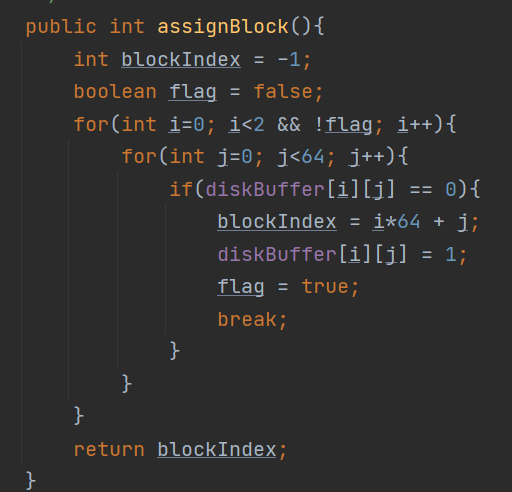 public int assignBlock(){
    int blockIndex = -1;
    boolean flag = false;
    for(int i=0; i<2 && !flag; i++){
        for(int j=0; j<64; j++){
            if(diskBuffer[i][j] == 0){
                blockIndex = i*64 + j;
                diskBuffer[i][j] = 1;
                flag = true;
                break;
            }
        }
    }
    return blockIndex;
}